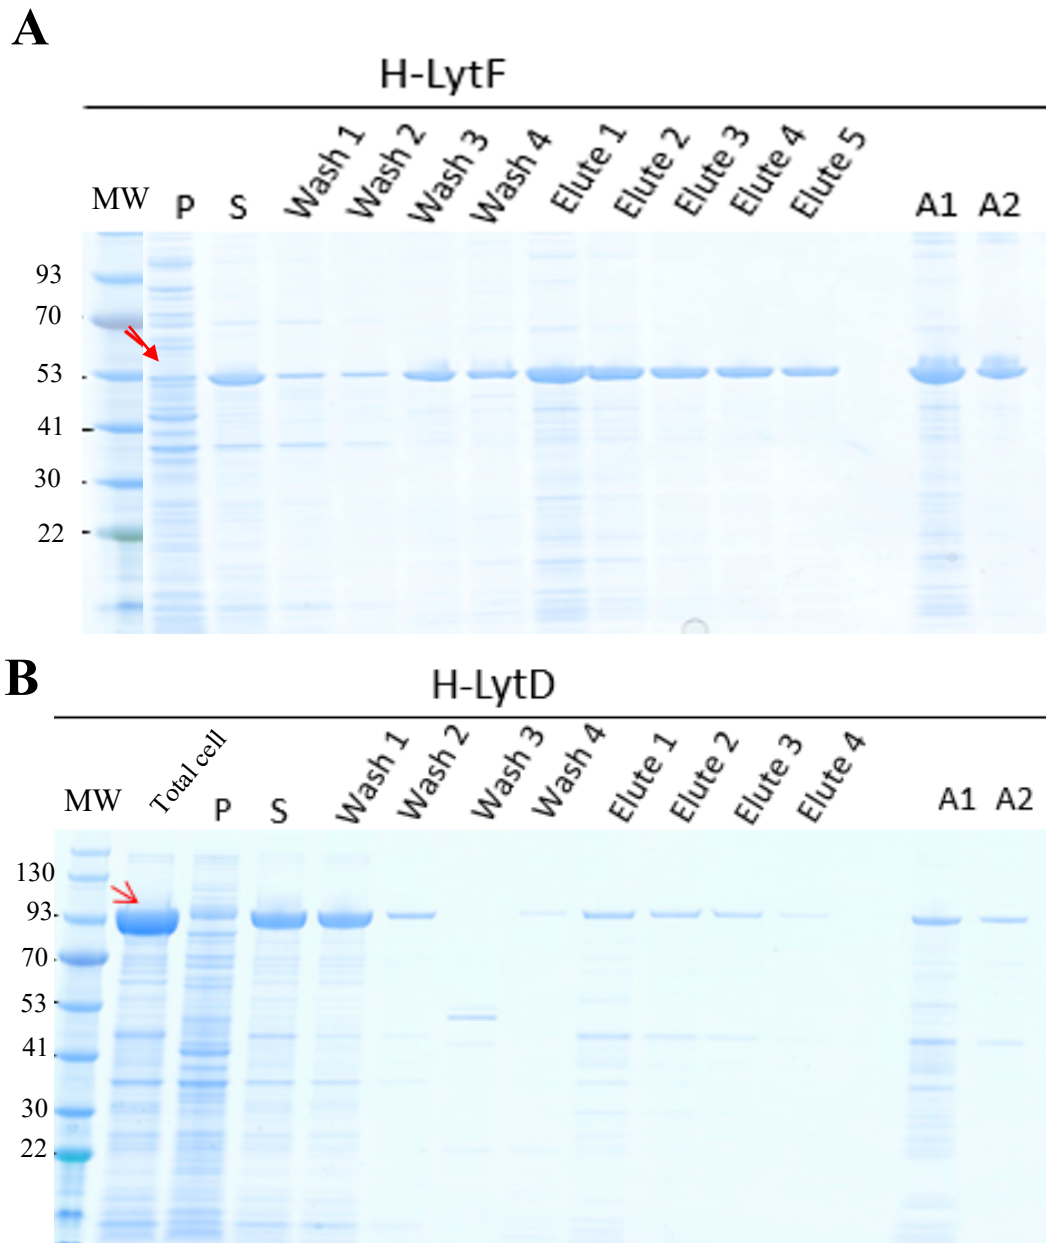 A
H-LytF
MW P S Wash 1 Wash 2 Wash 3 Wash 4 Elute 1 Elute 2 Elute 3 Elute 4 Elute 5 A1 A2
93
70
53
41
30
22
B
H-LytD
MW Total cell P S Wash 1 Wash 2 Wash 3 Wash 4 Elute 1 Elute 2 Elute 3 Elute 4 A1 A2
130
93
70
53
41
30
22